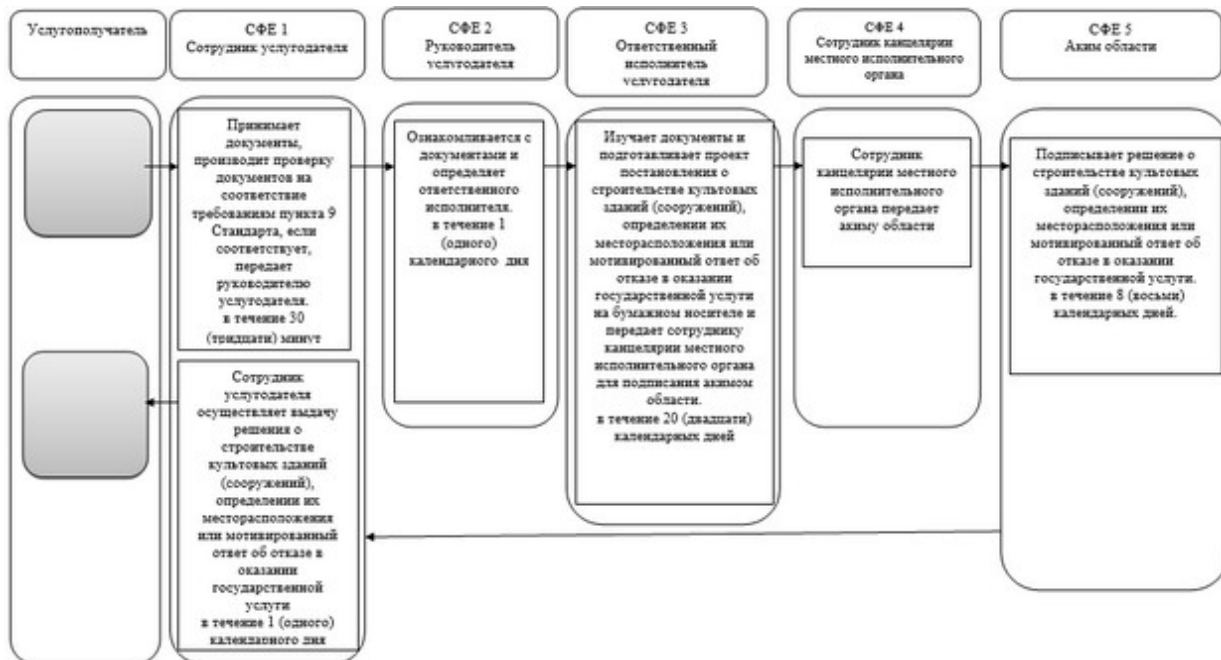 Услугополучатель
СФЕ 1
Сотрудник услугодателя
СФЕ 2
Руководитель
услугодателя
СФЕ 3
Ответственный
исполнитель
услугодателя
СФЕ 4
Сотрудник канцелярии
местного исполнительного
органа
СФЕ 5
Аким области
Принимает
документы,
производит проверку
документов на
соответствие
требованиям пункта 9
Стандарта, если
соответствует,
передает
руководителю
услугодателя.
в течение 30
(тридцати) минут
Ознакомливается с
документами и
определяет
ответственного
исполнителя.
в течение 1
(одного)
календарного дня
Изучает документы и
подготавливает проект
постановления о
строительстве культовых
зданий (сооружений),
определении их
месторасположения или
мотивированный ответ об
отказе в оказании
государственной услуги
на бумажном носителе и
передает сотруднику
канцелярии местного
исполнительного органа
для подписания акимом
области.
в течение 20 (двадцати)
календарных дней
Сотрудник
канцелярии местного
исполнительного
органа передает
акиму области
Подписывает решение о
строительстве культовых
зданий (сооружений),
определении их
месторасположения или
мотивированный ответ об
отказе в оказании
государственной услуги.
в течение 8 (восьми)
календарных дней.
Сотрудник
услугодателя
осуществляет выдачу
решения о
строительстве
культовых зданий
(сооружений),
определении их
месторасположения
или мотивированный
ответ об отказе в
оказании
государственной
услуги
в течение 1 (одного)
календарного дня